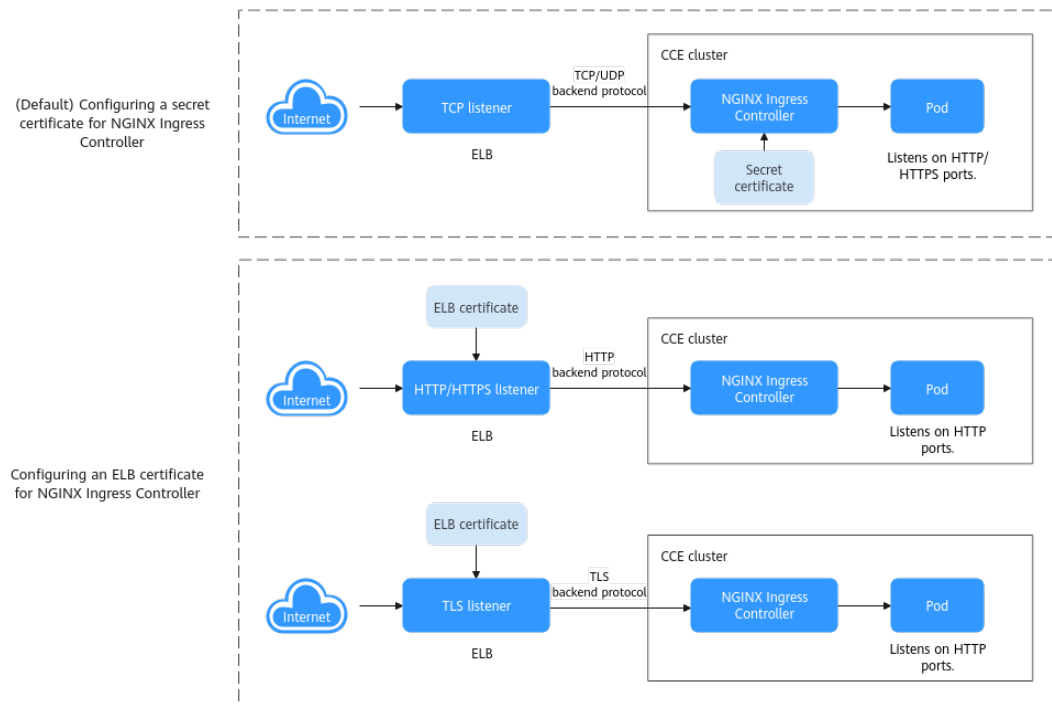 (Default) Configuring a secret
certificate for NGINX Ingress
Controller
Internet
TCP listener
ELB
TCP/UDP
backend protocol
CCE cluster
NGINX Ingress
Controller
Secret
certificate
Pod
Listens on HTTP/
HTTPS ports.
Configuring an ELB certificate
for NGINX Ingress Controller
ELB certificate
Internet
HTTP/HTTPS listener
ELB
HTTP
backend protocol
CCE cluster
NGINX Ingress
Controller
Pod
Listens on HTTP
ports.
ELB certificate
Internet
TLS listener
ELB
TLS
backend protocol
CCE cluster
NGINX Ingress
Controller
Pod
Listens on HTTP
ports.